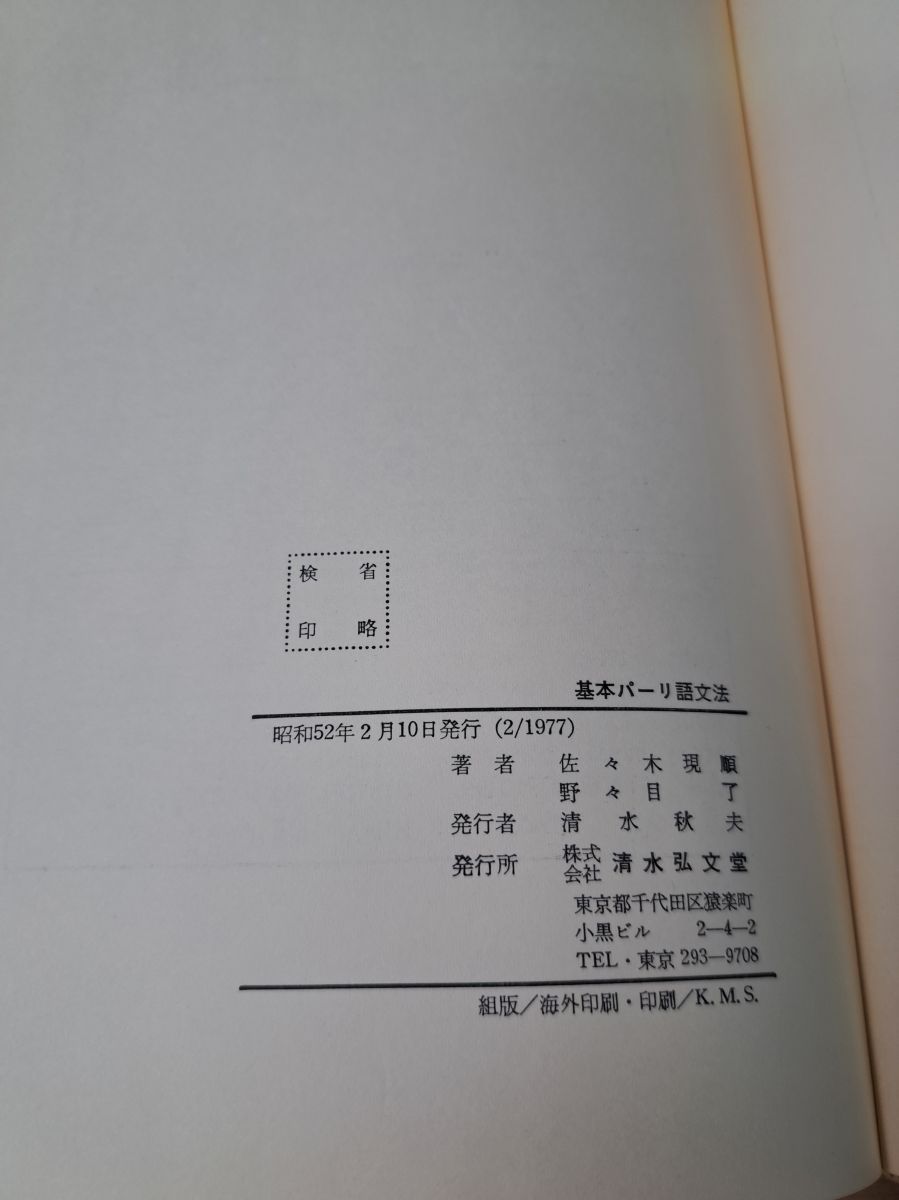 検 省
印 略
基本パーリ語文法
昭和52年2月10日発行 (2/1977)
著者 佐々木現順
野々目 了
発行者 清水秋夫
発行所 株式会社 清水弘文堂
東京都千代田区猿楽町
小黒ビル 2―4―2
TEL・東京 293―9708
組版／海外印刷・印刷／K.M.S.